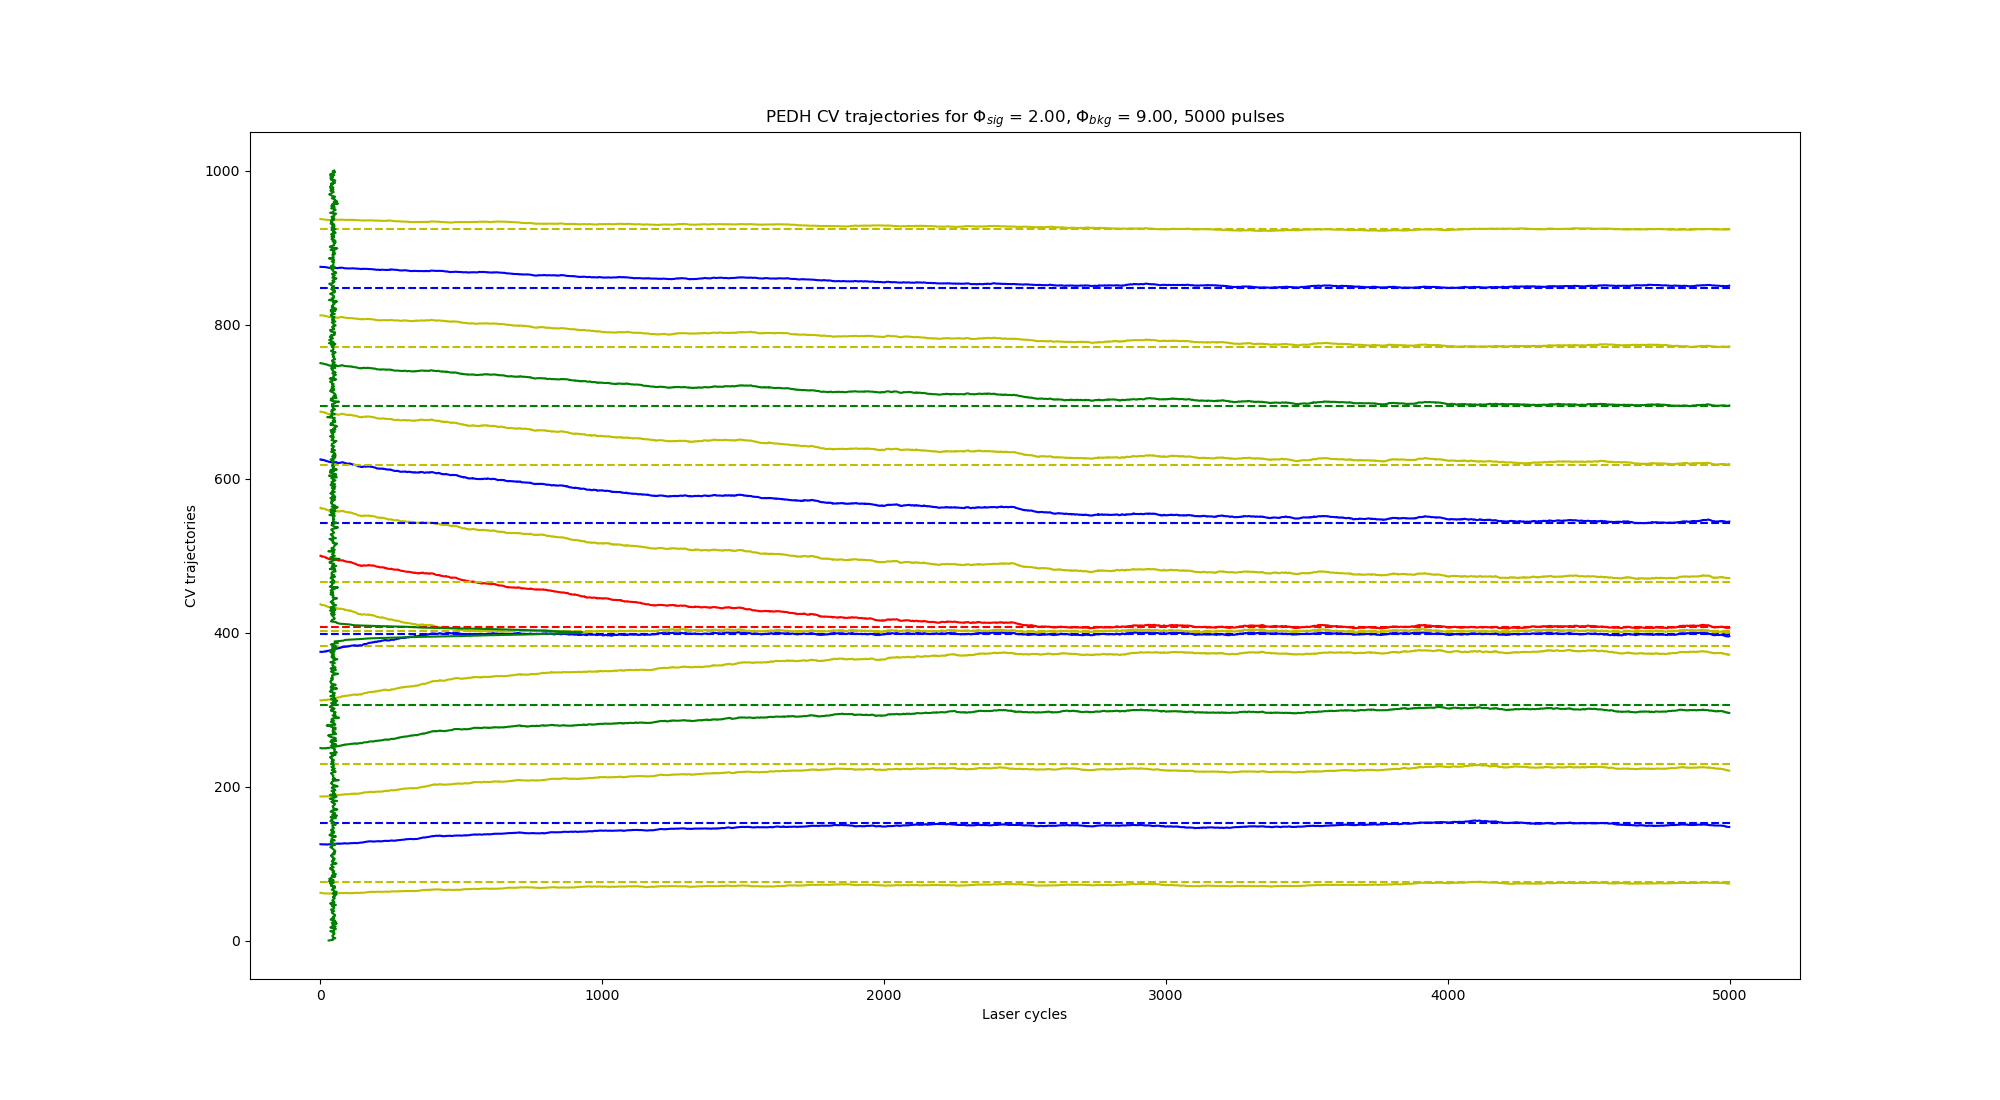 PEDH CV trajectories for Φsig = 2.00, Φbkg = 9.00, 5000 pulses
1000
800
600
400
200
0
CV trajectories
0 1000 2000 3000 4000 5000
Laser cycles